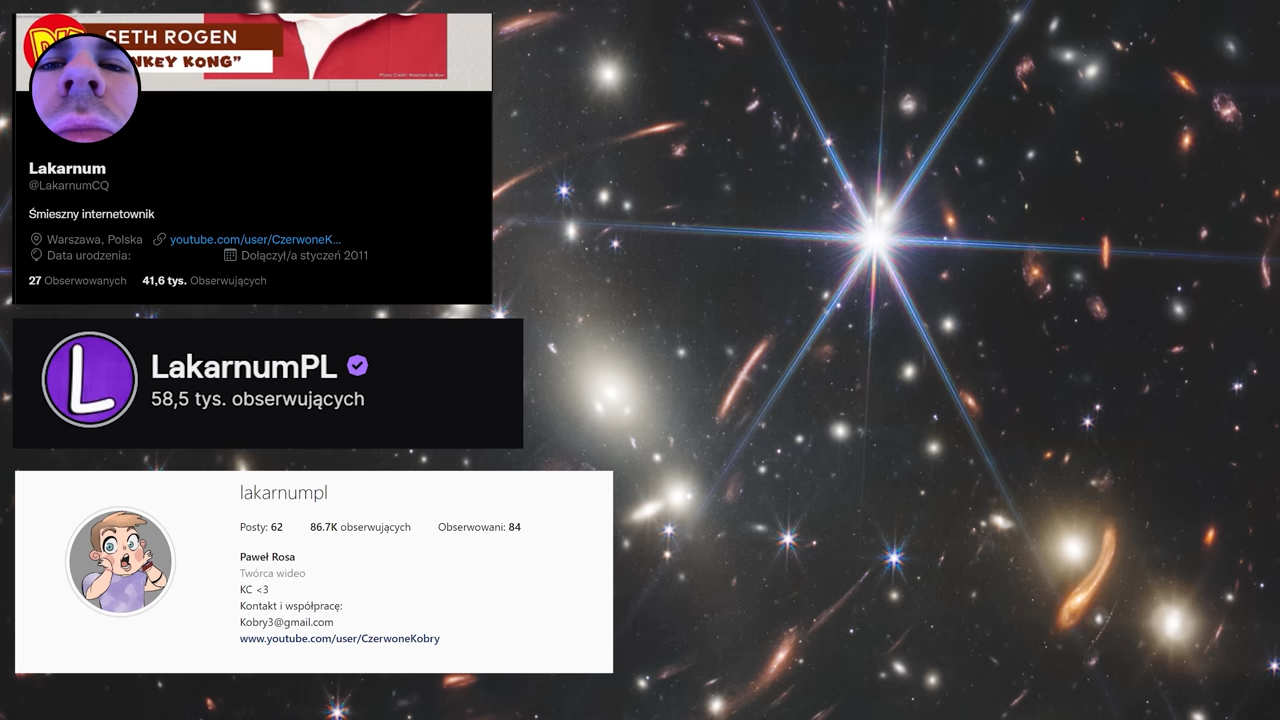 SETH ROGEN
NKEY KONG”
Lakarnum
@LakarnumCQ
Śmieszny internetownik
Warszawa, Polska youtube.com/user/CzerwoneK...
Data urodzenia: Dołączył/a styczeń 2011
27 Obserwowanych 41,6 tys. Obserwujących
L
LakarnumPL
58,5 tys. obserwujących
lakarnumpl
Posty: 62 86.7K obserwujących Obserwowani: 84
Paweł Rosa
Twórca wideo
KC <3
Kontakt i współpracę:
Kobry3@gmail.com
www.youtube.com/user/CzerwoneKobry